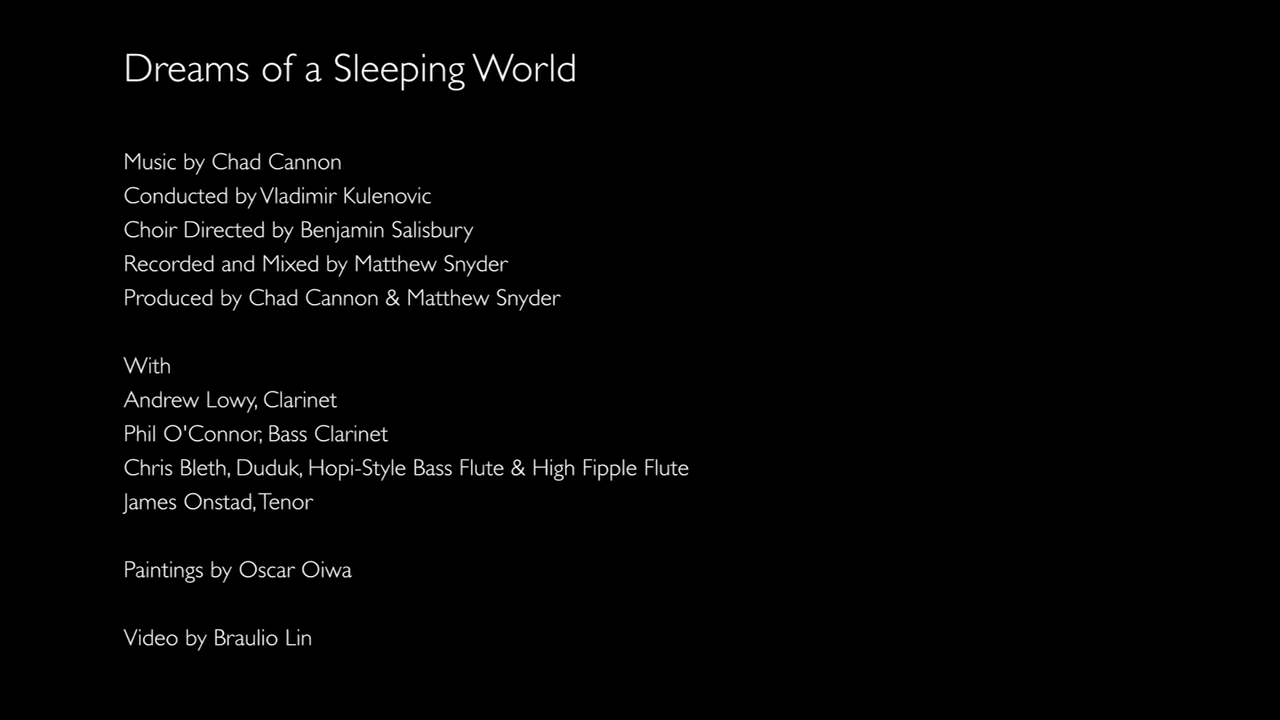 Dreams of a Sleeping World
Music by Chad Cannon
Conducted by Vladimir Kulenovic
Choir Directed by Benjamin Salisbury
Recorded and Mixed by Matthew Snyder
Produced by Chad Cannon & Matthew Snyder
With
Andrew Lowy, Clarinet
Phil O'Connor, Bass Clarinet
Chris Bleth, Duduk, Hopi-Style Bass Flute & High Fipple Flute
James Onstad, Tenor
Paintings by Oscar Oiwa
Video by Braulio Lin